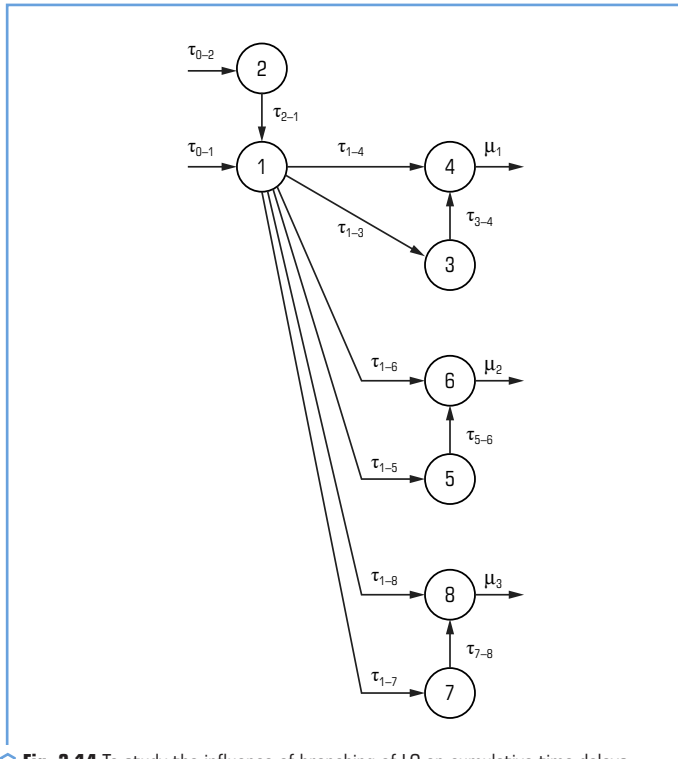 τ0–2
2
τ2–1
τ0–1
1
τ1–4
4
μ1
τ1–3
τ3–4
3
τ1–6
6
μ2
τ5–6
τ1–5
5
τ1–8
8
μ3
τ7–8
τ1–7
7
Fig. 2.14 To study the influence of branching of LO on cumulative time delays